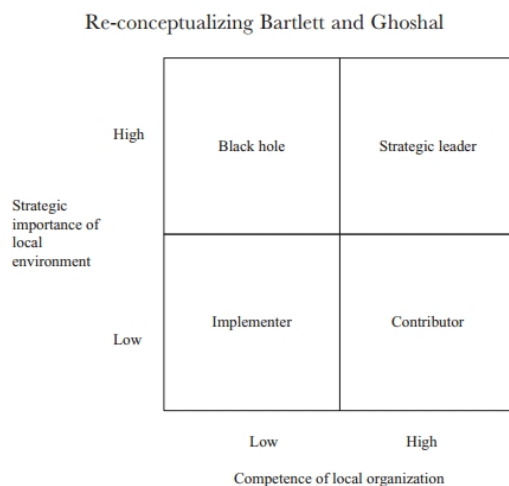 Re-conceptualizing Bartlett and Ghoshal
High
Black hole
Strategic leader
Strategic
importance of
local
environment
Implementer
Contributor
Low
Low
High
Competence of local organization